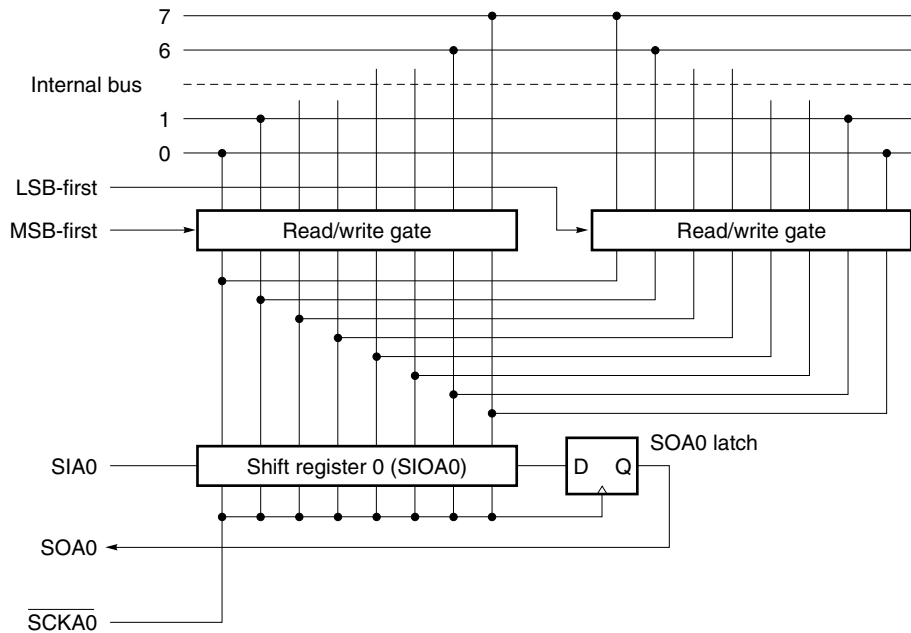 7
6
Internal bus
1
0
LSB-first
MSB-first
Read/write gate
Read/write gate
SOA0 latch
SIA0
Shift register 0 (SIOA0)
D Q
SOA0
SCKA0